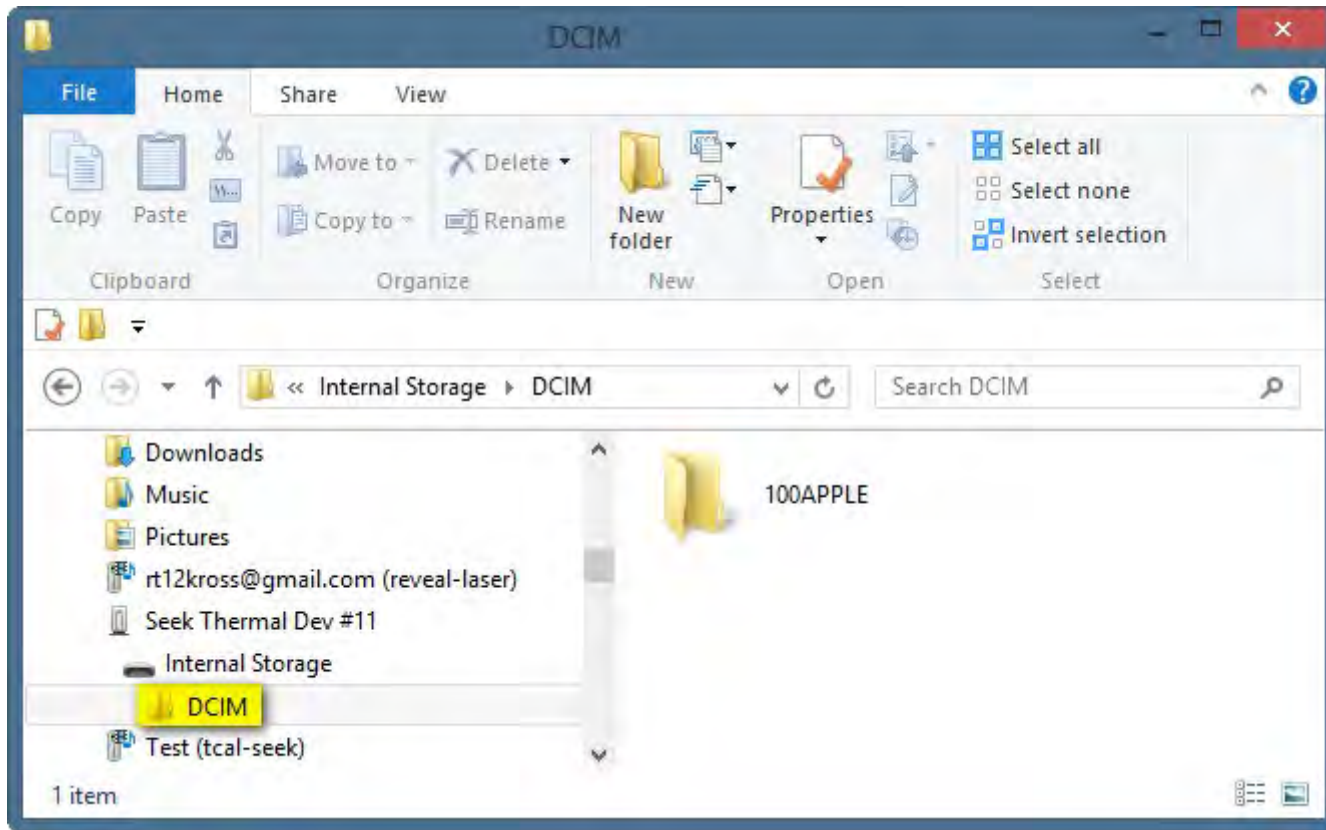 DCIM
File Home Share View
Copy Paste W... Move to Copy to Delete Rename New folder Properties Select all Select none Invert selection
Clipboard Organize New Open Select
« Internal Storage DCIM Search DCIM
Downloads
Music
Pictures
rt12kross@gmail.com (reveal-laser)
Seek Thermal Dev #11
Internal Storage
DCIM
Test (tcal-seek)
100APPLE
1 item